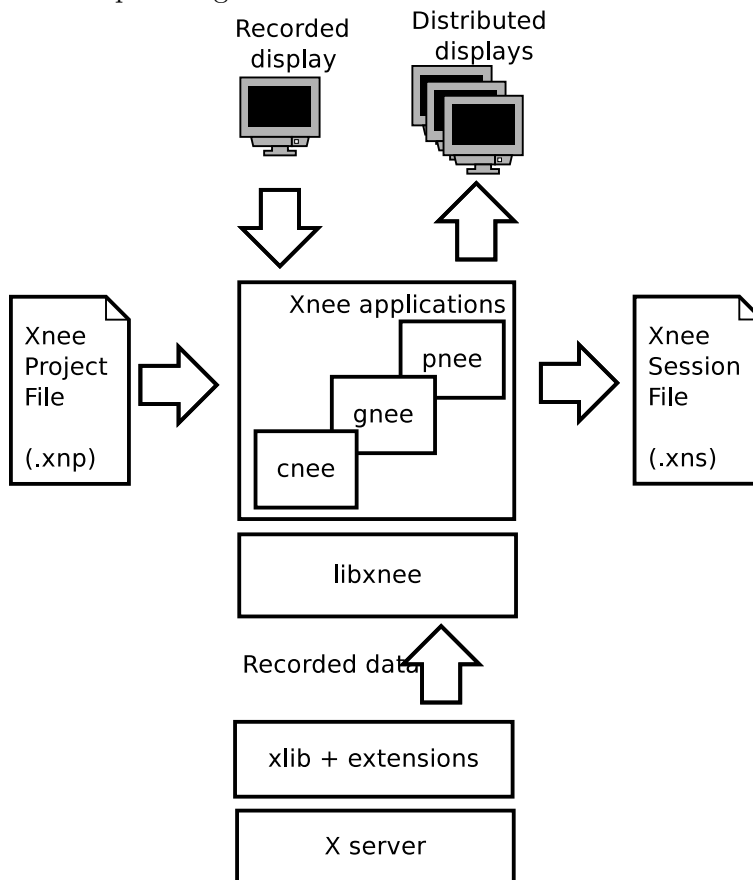 Recorded
display
Distributed
displays
Xnee applications
Xnee
Project
File
(.xnp)
pnee
gnee
cnee
Xnee
Session
File
(.xns)
libxnee
Recorded data
xlib + extensions
X server